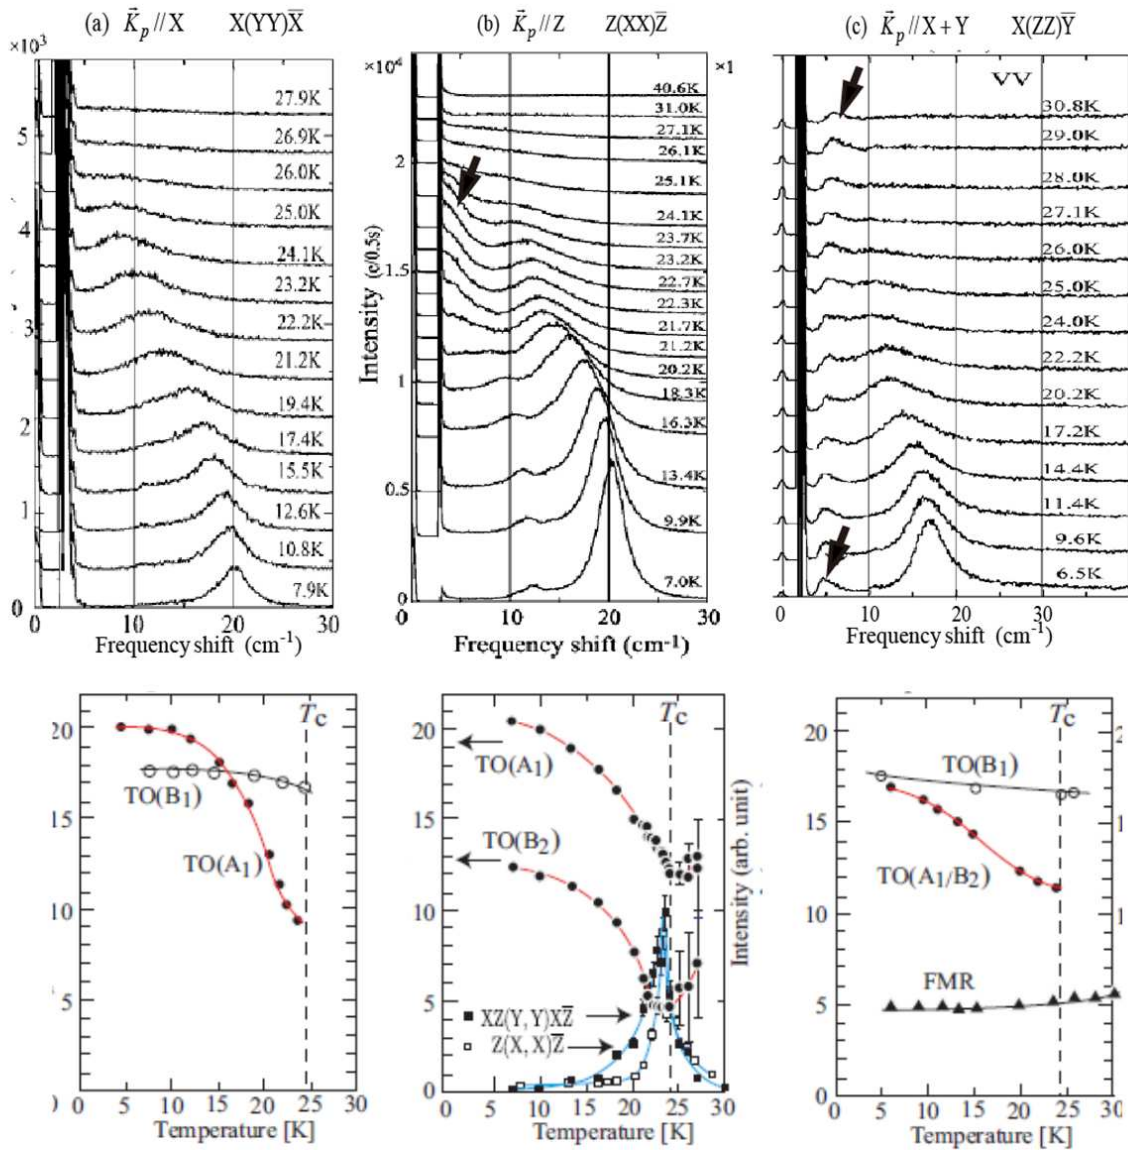 (a) K⃗p // X X(YY)X̅
×10³
5
4
3
2
1
0
27.9K
26.9K
26.0K
25.0K
24.1K
23.2K
22.2K
21.2K
19.4K
17.4K
15.5K
12.6K
10.8K
7.9K
0 10 20 30
Frequency shift (cm⁻¹)
(b) K⃗p // Z Z(XX)Z̅
×10⁴ ×1
2
1.5
1
0.5
0
Intensity (c/0.5s)
40.6K
31.0K
27.1K
26.1K
25.1K
24.1K
23.7K
23.2K
22.7K
22.3K
21.7K
21.2K
20.2K
18.3K
16.3K
13.4K
9.9K
7.0K
0 10 20 30
Frequency shift (cm⁻¹)
(c) K⃗p // X + Y X(ZZ)Y̅
VV
30.8K
29.0K
28.0K
27.1K
26.0K
25.0K
24.0K
22.2K
20.2K
17.2K
14.4K
11.4K
9.6K
6.5K
0 10 20 30
Frequency shift (cm⁻¹)
20
15
10
5
0
Tc
TO(B₁)
TO(A₁)
0 5 10 15 20 25 30
Temperature [K]
20
15
10
5
0
Tc
TO(A₁)
TO(B₂)
■ XZ(Y, Y)XZ̅
□ Z(X, X)Z̅
Intensity (arb. unit)
0 5 10 15 20 25 30
Temperature [K]
20
15
10
5
0
Tc
TO(B₁)
TO(A₁/B₂)
FMR
0 5 10 15 20 25 30
Temperature [K]